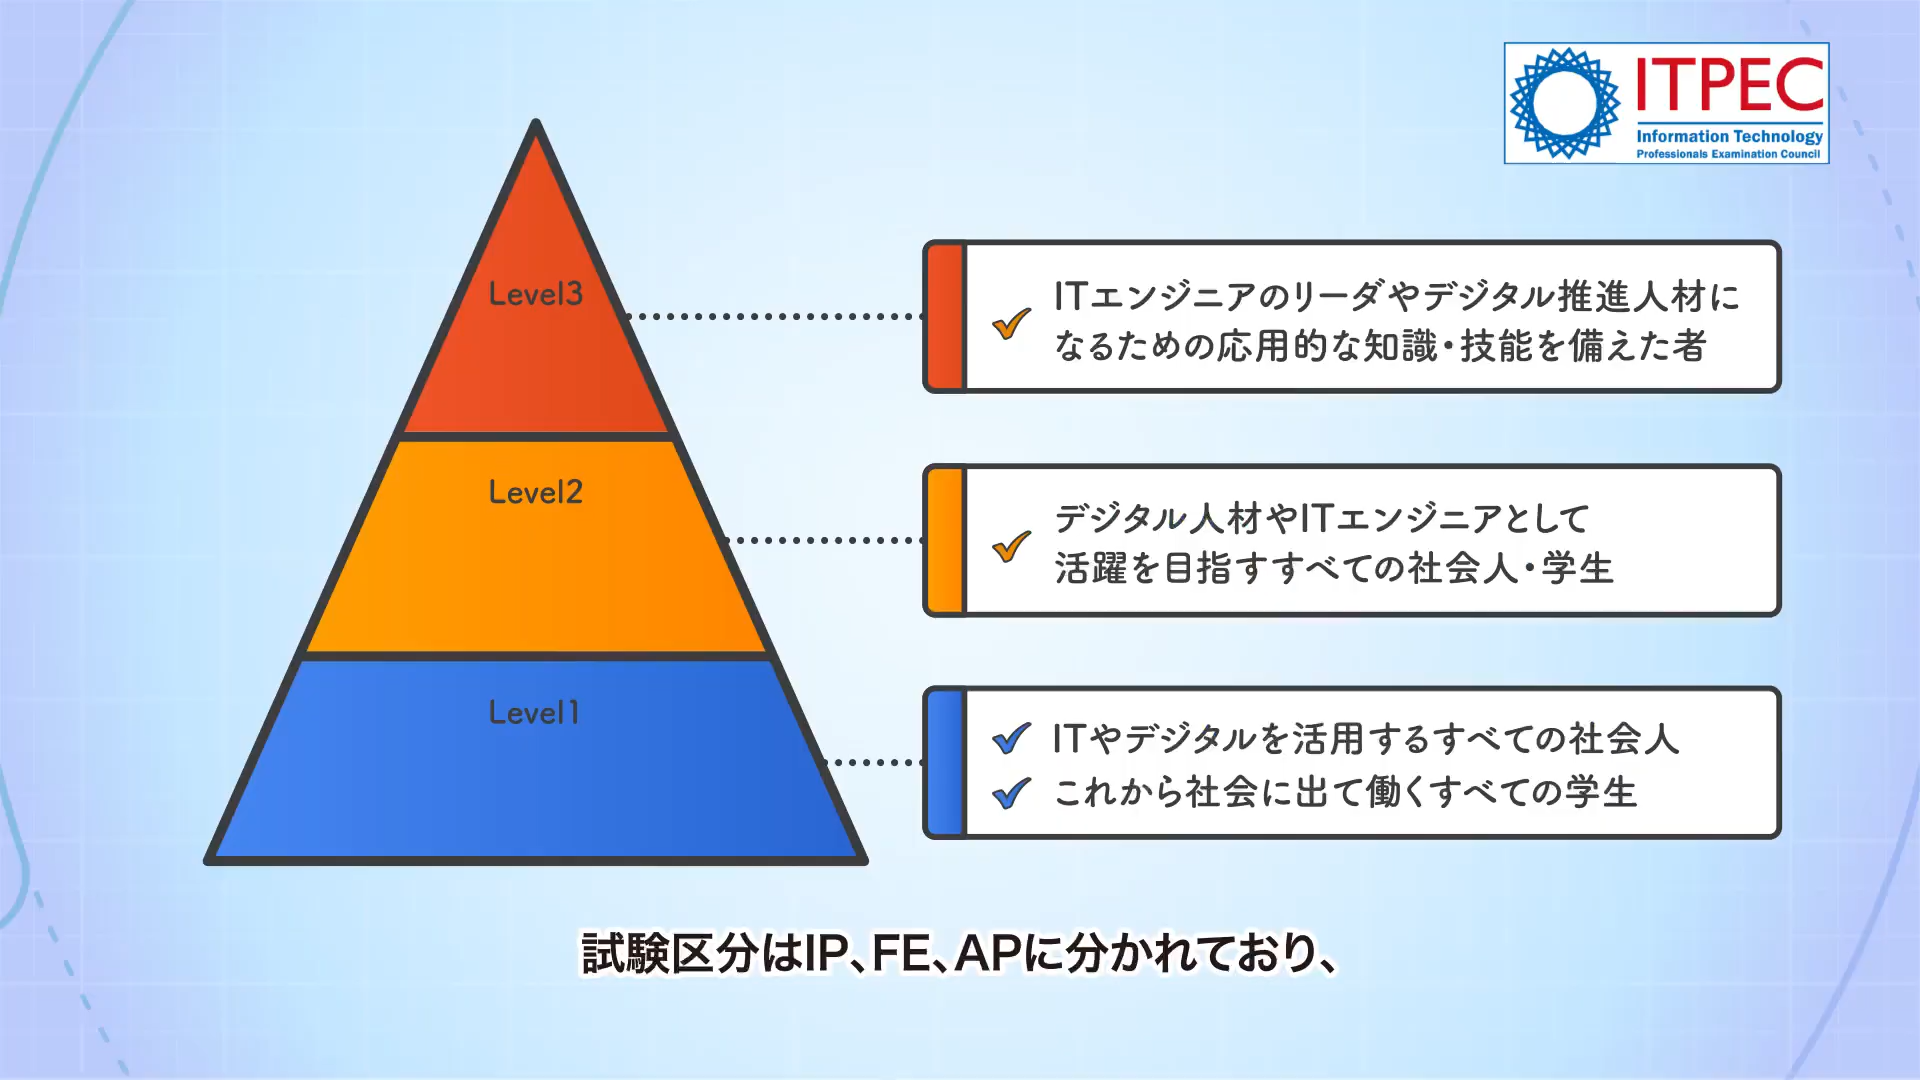 ITPEC
Information Technology
Professionals Examination Council
Level3
ITエンジニアのリーダやデジタル推進人材に
なるための応用的な知識・技能を備えた者
Level2
デジタル人材やITエンジニアとして
活躍を目指すすべての社会人・学生
Level1
ITやデジタルを活用するすべての社会人
これから社会に出て働くすべての学生
試験区分はIP、FE、APに分かれており、